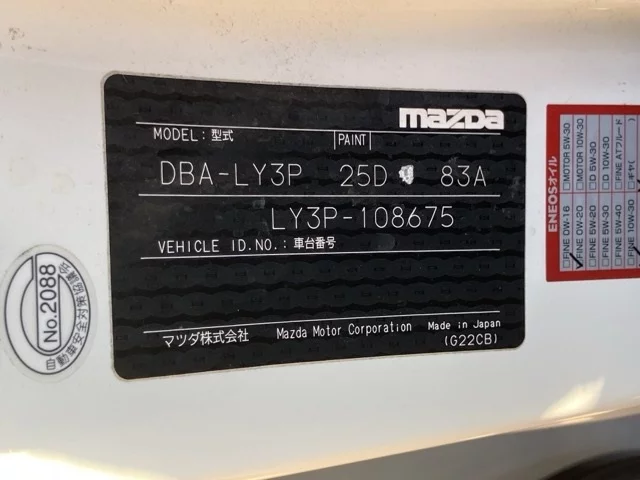 mazda
MODEL: 型式 PAINT
DBA-LY3P 25D 83A
LY3P-108675
VEHICLE ID.NO.: 車台番号
マツダ株式会社 Mazda Motor Corporation Made in Japan
(G22CB)
No.2088
ENEOSオイル
□FINE 0W-16 □MOTOR 5W-30
□FINE 0W-20 □MOTOR 10W-30
□FINE 5W-20 □D 5W-30
□FINE 5W-30 □D 10W-30
□FINE 5W-40 □FINE ATフルード
□FINE 10W-30